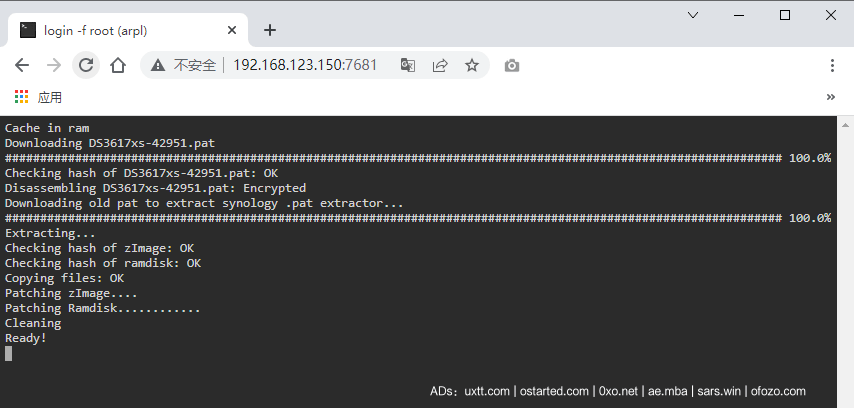 login -f root (arpl)
不安全 | 192.168.123.150:7681
应用
Cache in ram
Downloading DS3617xs-42951.pat
############################################################################################################## 100.0%
Checking hash of DS3617xs-42951.pat: OK
Disassembling DS3617xs-42951.pat: Encrypted
Downloading old pat to extract synology .pat extractor...
############################################################################################################## 100.0%
Extracting...
Checking hash of zImage: OK
Checking hash of ramdisk: OK
Copying files: OK
Patching zImage....
Patching Ramdisk............
Cleaning
Ready!
ADs：uxtt.com | ostarted.com | 0xo.net | ae.mba | sars.win | ofozo.com